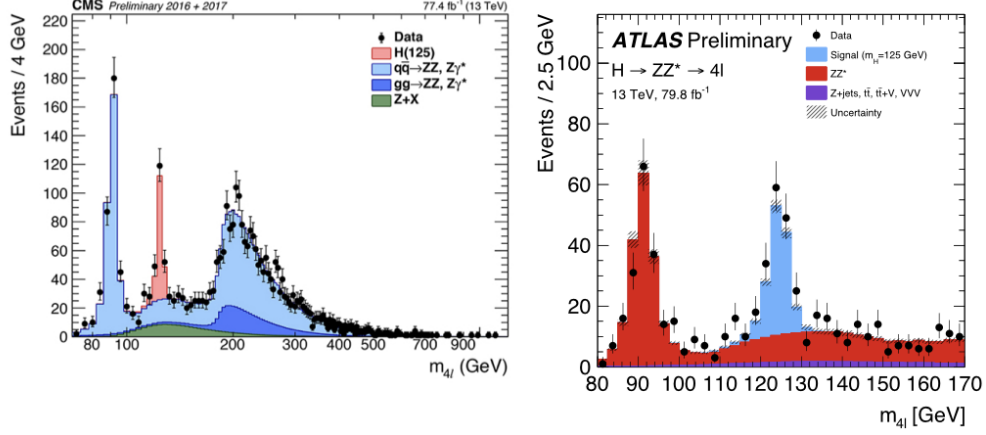 CMS Preliminary 2016 + 2017 77.4 fb⁻¹ (13 TeV)
Events / 4 GeV
220
200
180
160
140
120
100
80
60
40
20
0
Data
H(125)
qq̄→ZZ, Zγ*
gg→ZZ, Zγ*
Z+X
80 100 200 300 400 500 700 900
m₄ₗ (GeV)
ATLAS Preliminary
H → ZZ* → 4l
13 TeV, 79.8 fb⁻¹
Events / 2.5 GeV
100
80
60
40
20
0
Data
Signal (m_H=125 GeV)
ZZ*
Z+jets, tt̄, tt̄+V, VVV
Uncertainty
80 90 100 110 120 130 140 150 160 170
m₄ₗ [GeV]